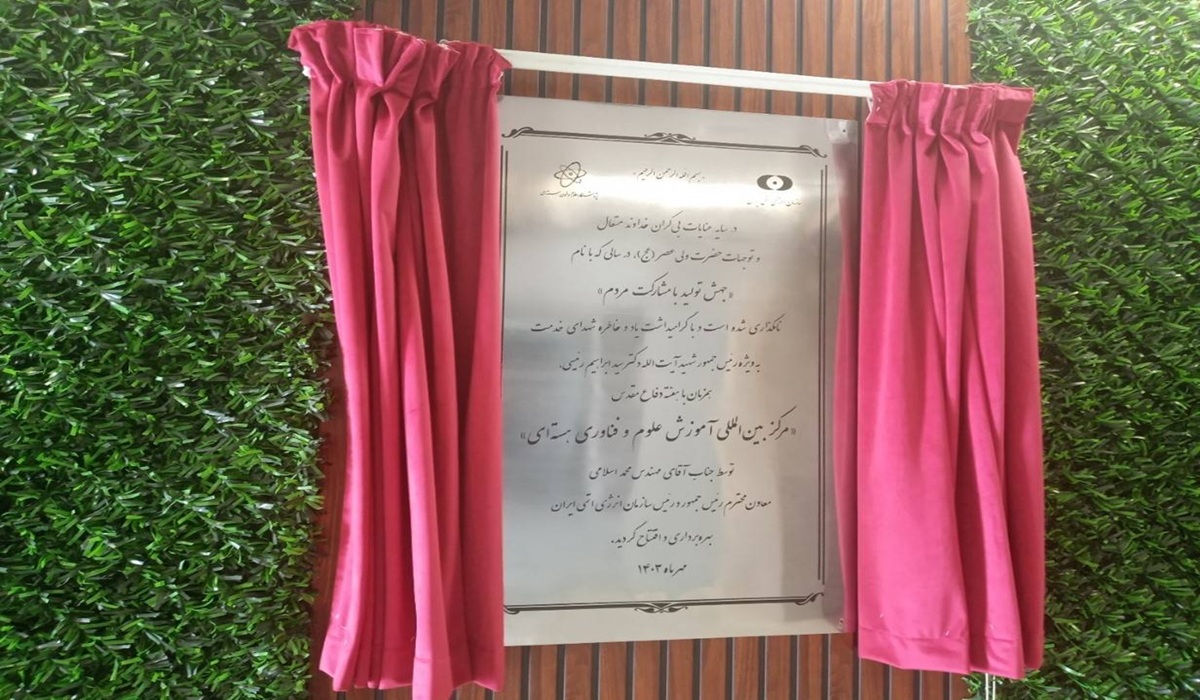 بسم الله الرحمن الرحیم
در سایه عنایات بی‌کران خداوند متعال
و توجهات حضرت ولی عصر (عج)، در سالی که با نام
«جهش تولید با مشارکت مردم»
نامگذاری شده است و با گرامیداشت یاد و خاطره شهدای خدمت
به ویژه رئیس جمهور شهید آیت الله دکتر سید ابراهیم رئیسی،
همزمان با هفته دفاع مقدس
«مرکز بین‌المللی آموزش علوم و فناوری هسته‌ای»
توسط جناب آقای مهندس محمد اسلامی
معاون محترم رئیس جمهور و رئیس سازمان انرژی اتمی ایران
بهره‌برداری و افتتاح گردید.
مهرماه ۱۴۰۳